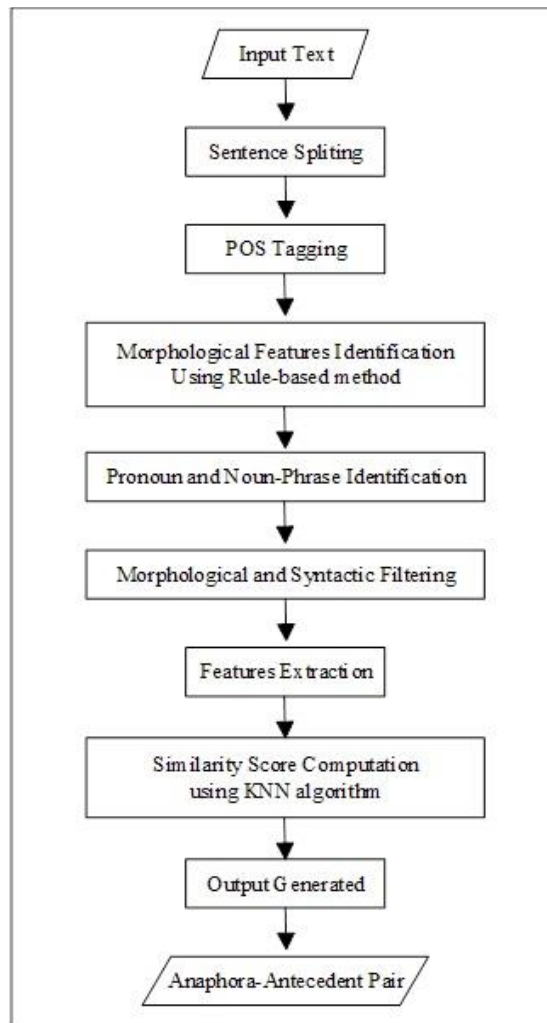 Input Text
Sentence Spliting
POS Tagging
Morphological Features Identification
Using Rule-based method
Pronoun and Noun-Phrase Identification
Morphological and Syntactic Filtering
Features Extraction
Similarity Score Computation
using KNN algorithm
Output Generated
Anaphora-Antecedent Pair